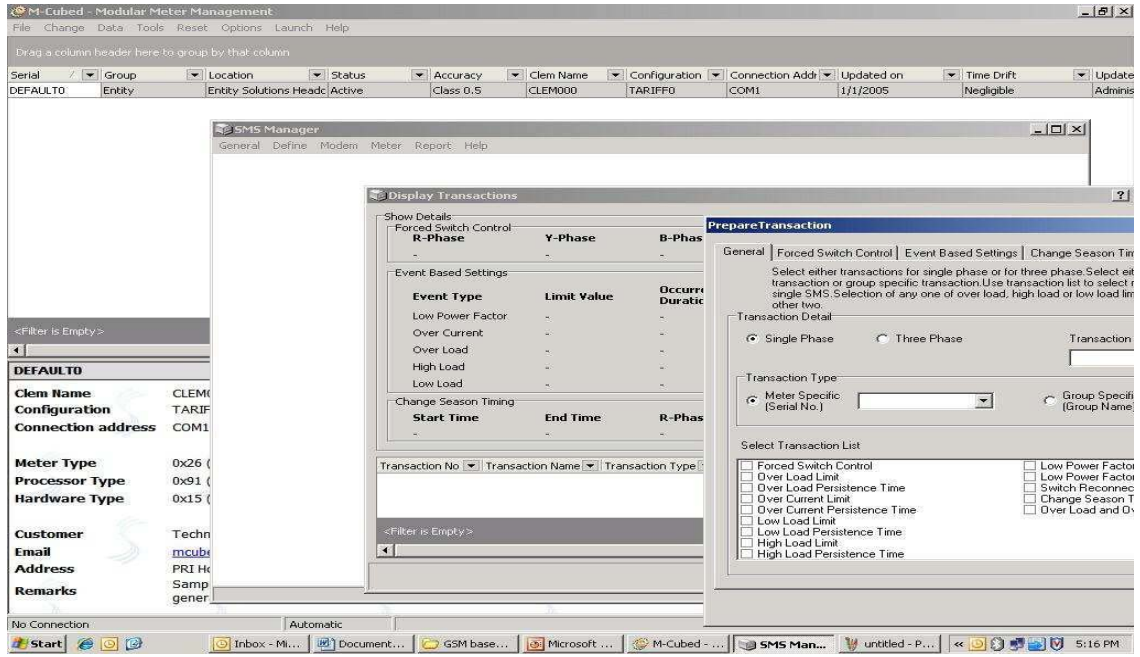 M-Cubed - Modular Meter Management
File Change Data Tools Reset Options Launch Help
Drag a column header here to group by that column
Serial Group Location Status Accuracy Clem Name Configuration Connection Addr Updated on Time Drift Update
DEFAULT0 Entity Entity Solutions Headc Active Class 0.5 CLEM000 TARIFF0 COM1 1/1/2005 Negligible Adminis
SMS Manager
General Define Modem Meter Report Help
Display Transactions
Show Details
Forced Switch Control
R-Phase Y-Phase B-Phas
- - -
Event Based Settings
Event Type Limit Value Occurre
Duratic
Low Power Factor - -
Over Current - -
Over Load - -
High Load - -
Low Load - -
Change Season Timing
Start Time End Time R-Phas
- - -
Transaction No Transaction Name Transaction Type
<Filter is Empty>
PrepareTransaction
General Forced Switch Control Event Based Settings Change Season Tim
Select either transactions for single phase or for three phase.Select eit
transaction or group specific transaction.Use transaction list to select r
single SMS.Selection of any one of over load, high load or low load lim
other two.
Transaction Detail
Single Phase Three Phase Transaction
Transaction Type
Meter Specific
(Serial No.)
Group Specifi
(Group Name)
Select Transaction List
Forced Switch Control
Over Load Limit
Over Load Persistence Time
Over Current Limit
Over Current Persistence Time
Low Load Limit
Low Load Persistence Time
High Load Limit
High Load Persistence Time
Low Power Factor
Low Power Factor
Switch Reconnec
Change Season T
Over Load and Ov
<Filter is Empty>
DEFAULT0
Clem Name CLEM
Configuration TARIF
Connection address COM1
Meter Type 0x26 (
Processor Type 0x91 (
Hardware Type 0x15 (
Customer Techn
Email mcube
Address PRI Ho
Remarks Samp
gener
No Connection Automatic
Start Inbox - Mi... Document... GSM base... Microsoft ... M-Cubed - ... SMS Man... untitled - P... « 5:16 PM